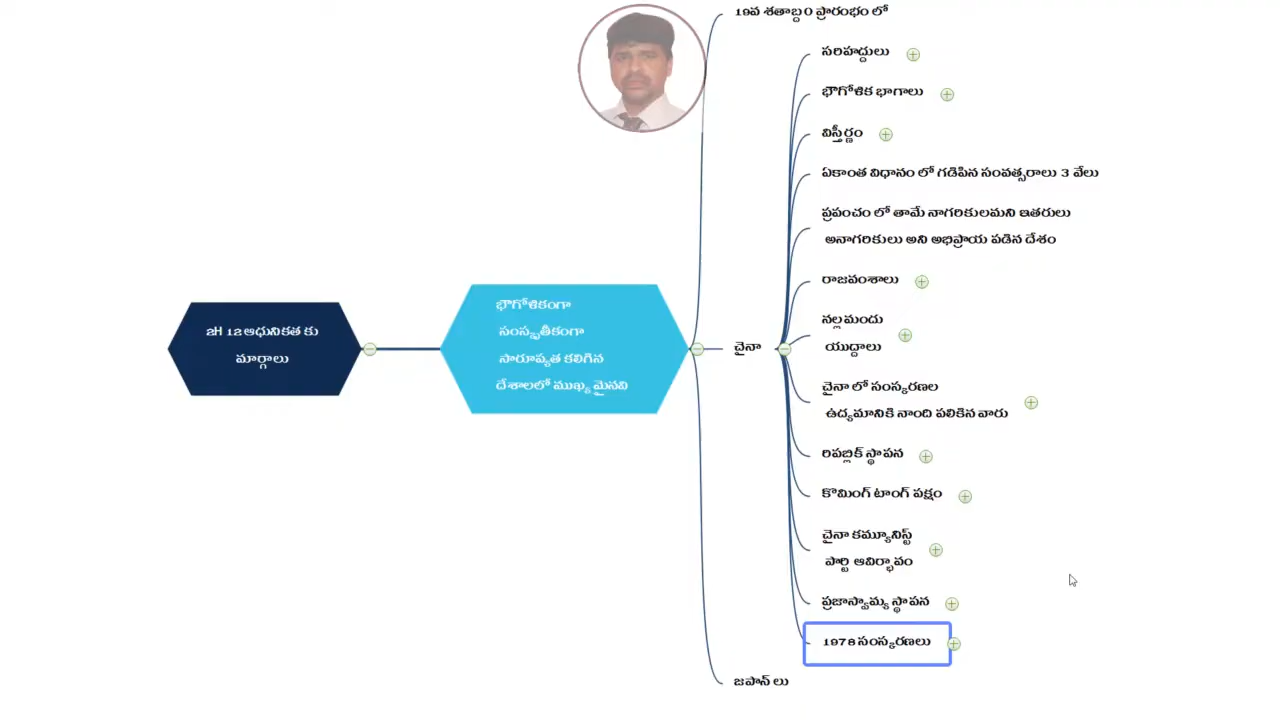 19వ శతాబ్దం ప్రారంభం లో
సరిహద్దులు
భౌగోళిక భాగాలు
విస్తీర్ణం
ఏకాంత విధానం లో గడిపిన సంవత్సరాలు 3 వేలు
ప్రపంచం లో తామే నాగరికులమని ఇతరులు
అనాగరికులు అని అభిప్రాయ పడిన దేశం
రాజవంశాలు
నల్లమందు
యుద్దాలు
చైనా లో సంస్కరణల
ఉద్యమానికి నాంది పలికిన వారు
రిపబ్లిక్ స్థాపన
కొమింగ్ టాంగ్ పక్షం
చైనా కమ్యూనిస్ట్
పార్టి ఆవిర్భావం
ప్రజాస్వామ్య స్థాపన
1978 సంస్కరణలు
చైనా
జపాన్ లు
భౌగోళికంగా
సంస్కృతీకంగా
సారూప్యత కలిగిన
దేశాలలో ముఖ్య మైనవి
2H 12 ఆధునికత కు
మార్గాలు